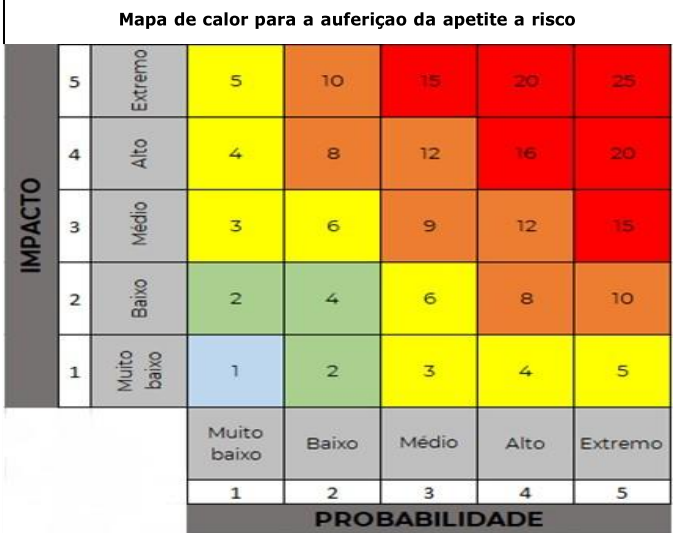 Mapa de calor para a auferiçao da apetite a risco
IMPACTO
5 Extremo 5 10 15 20 25
4 Alto 4 8 12 16 20
3 Médio 3 6 9 12 15
2 Baixo 2 4 6 8 10
1 Muito baixo 1 2 3 4 5
Muito baixo Baixo Médio Alto Extremo
1 2 3 4 5
PROBABILIDADE